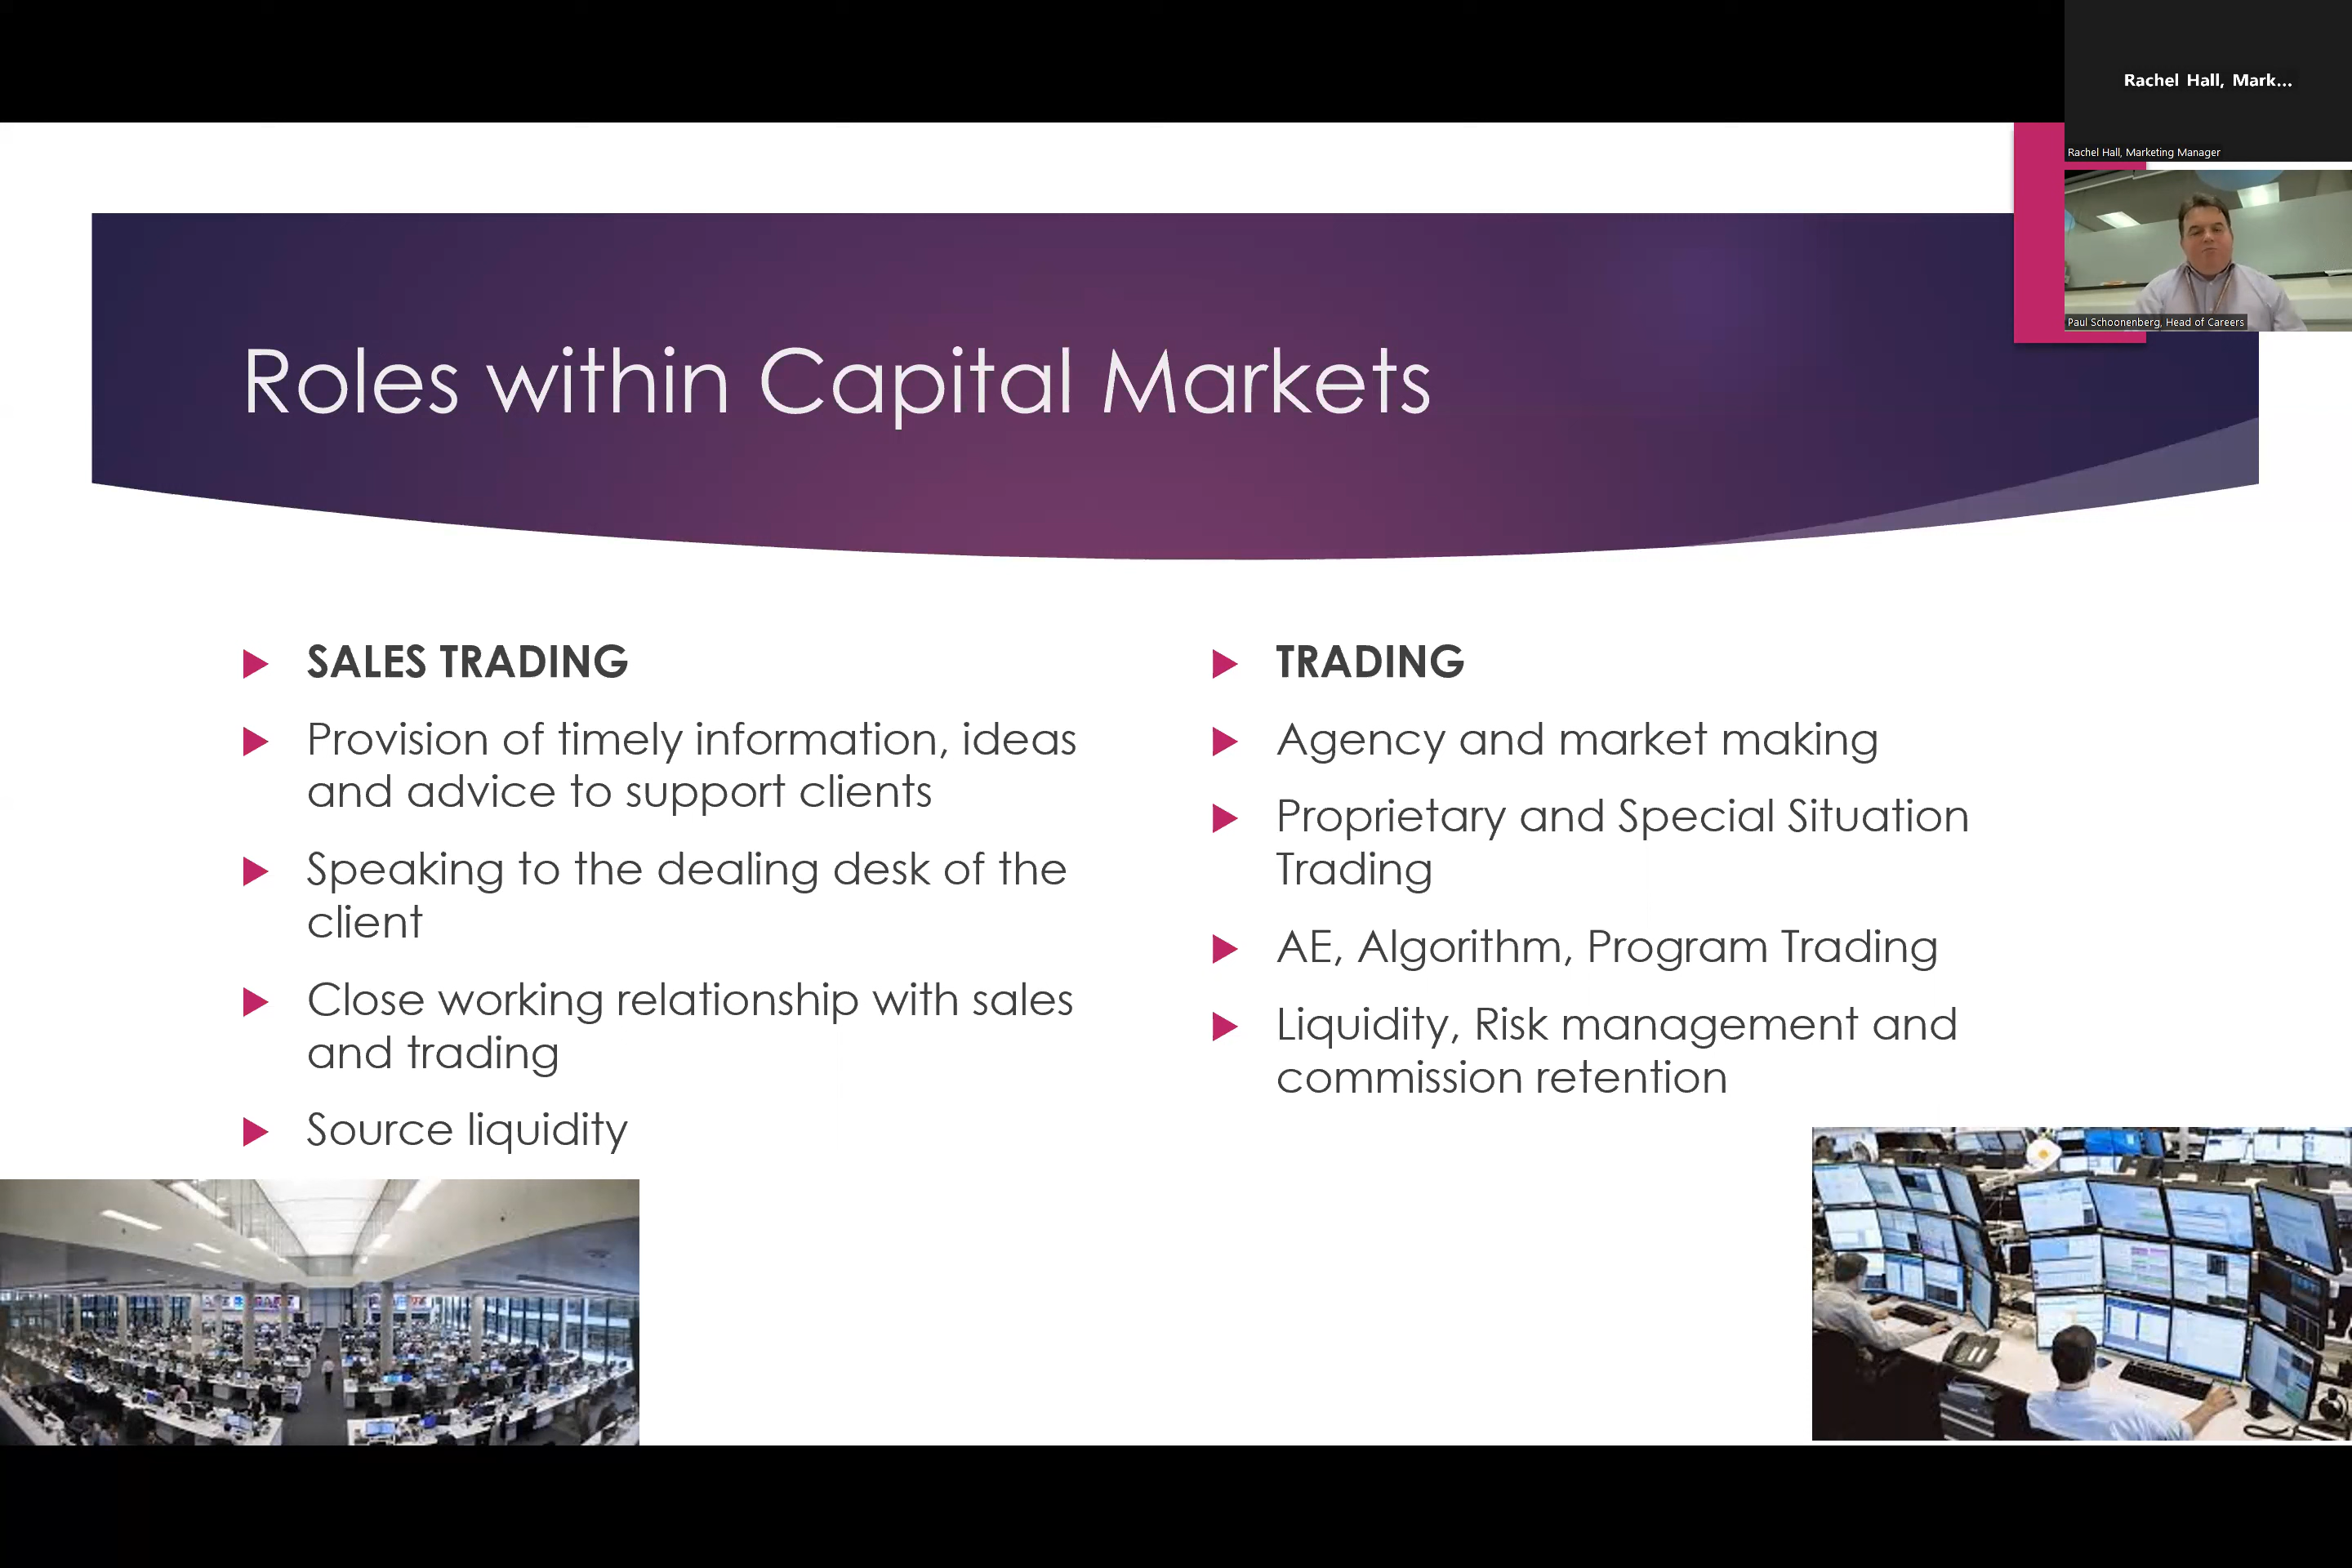 Rachel Hall, Mark...
Rachel Hall, Marketing Manager
Paul Schoonenberg, Head of Careers
Roles within Capital Markets
SALES TRADING
Provision of timely information, ideas
and advice to support clients
Speaking to the dealing desk of the
client
Close working relationship with sales
and trading
Source liquidity
TRADING
Agency and market making
Proprietary and Special Situation
Trading
AE, Algorithm, Program Trading
Liquidity, Risk management and
commission retention